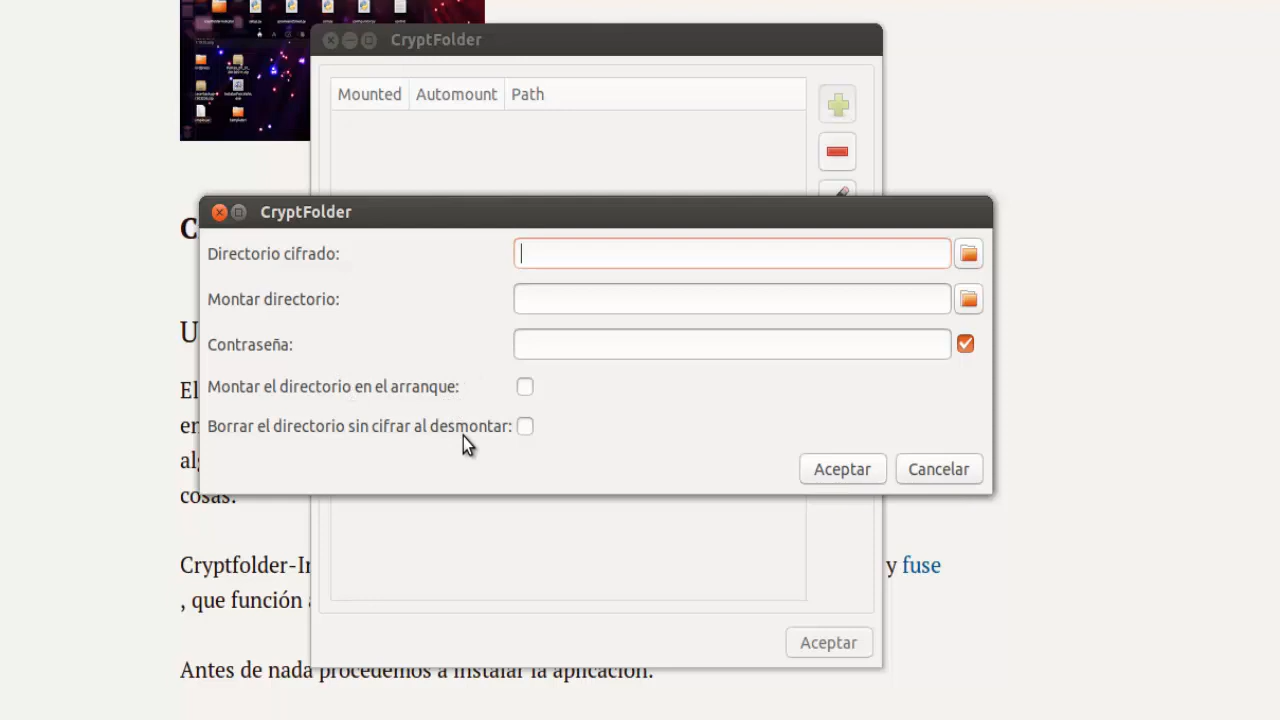 CryptFolder
Mounted Automount Path
C
CryptFolder
Directorio cifrado:
Montar directorio:
U
Contraseña:
Montar el directorio en el arranque:
El
Borrar el directorio sin cifrar al desmontar:
en
Aceptar Cancelar
cosas.
Cryptfolder-In y fuse
, que función a
Aceptar
Antes de nada procedemos a instalar la aplicación.